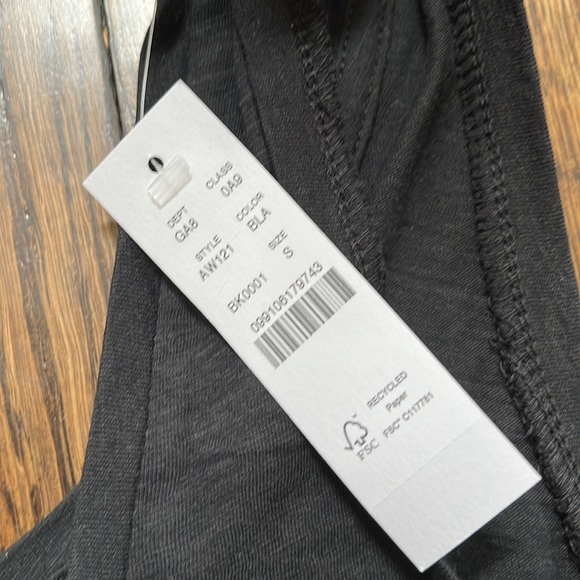 DEPT CLASS
GA8 0A9
STYLE COLOR
AW121 BLA
SIZE
BK0001 S
099106179743
RECYCLED
Paper
FSC FSC® C117781